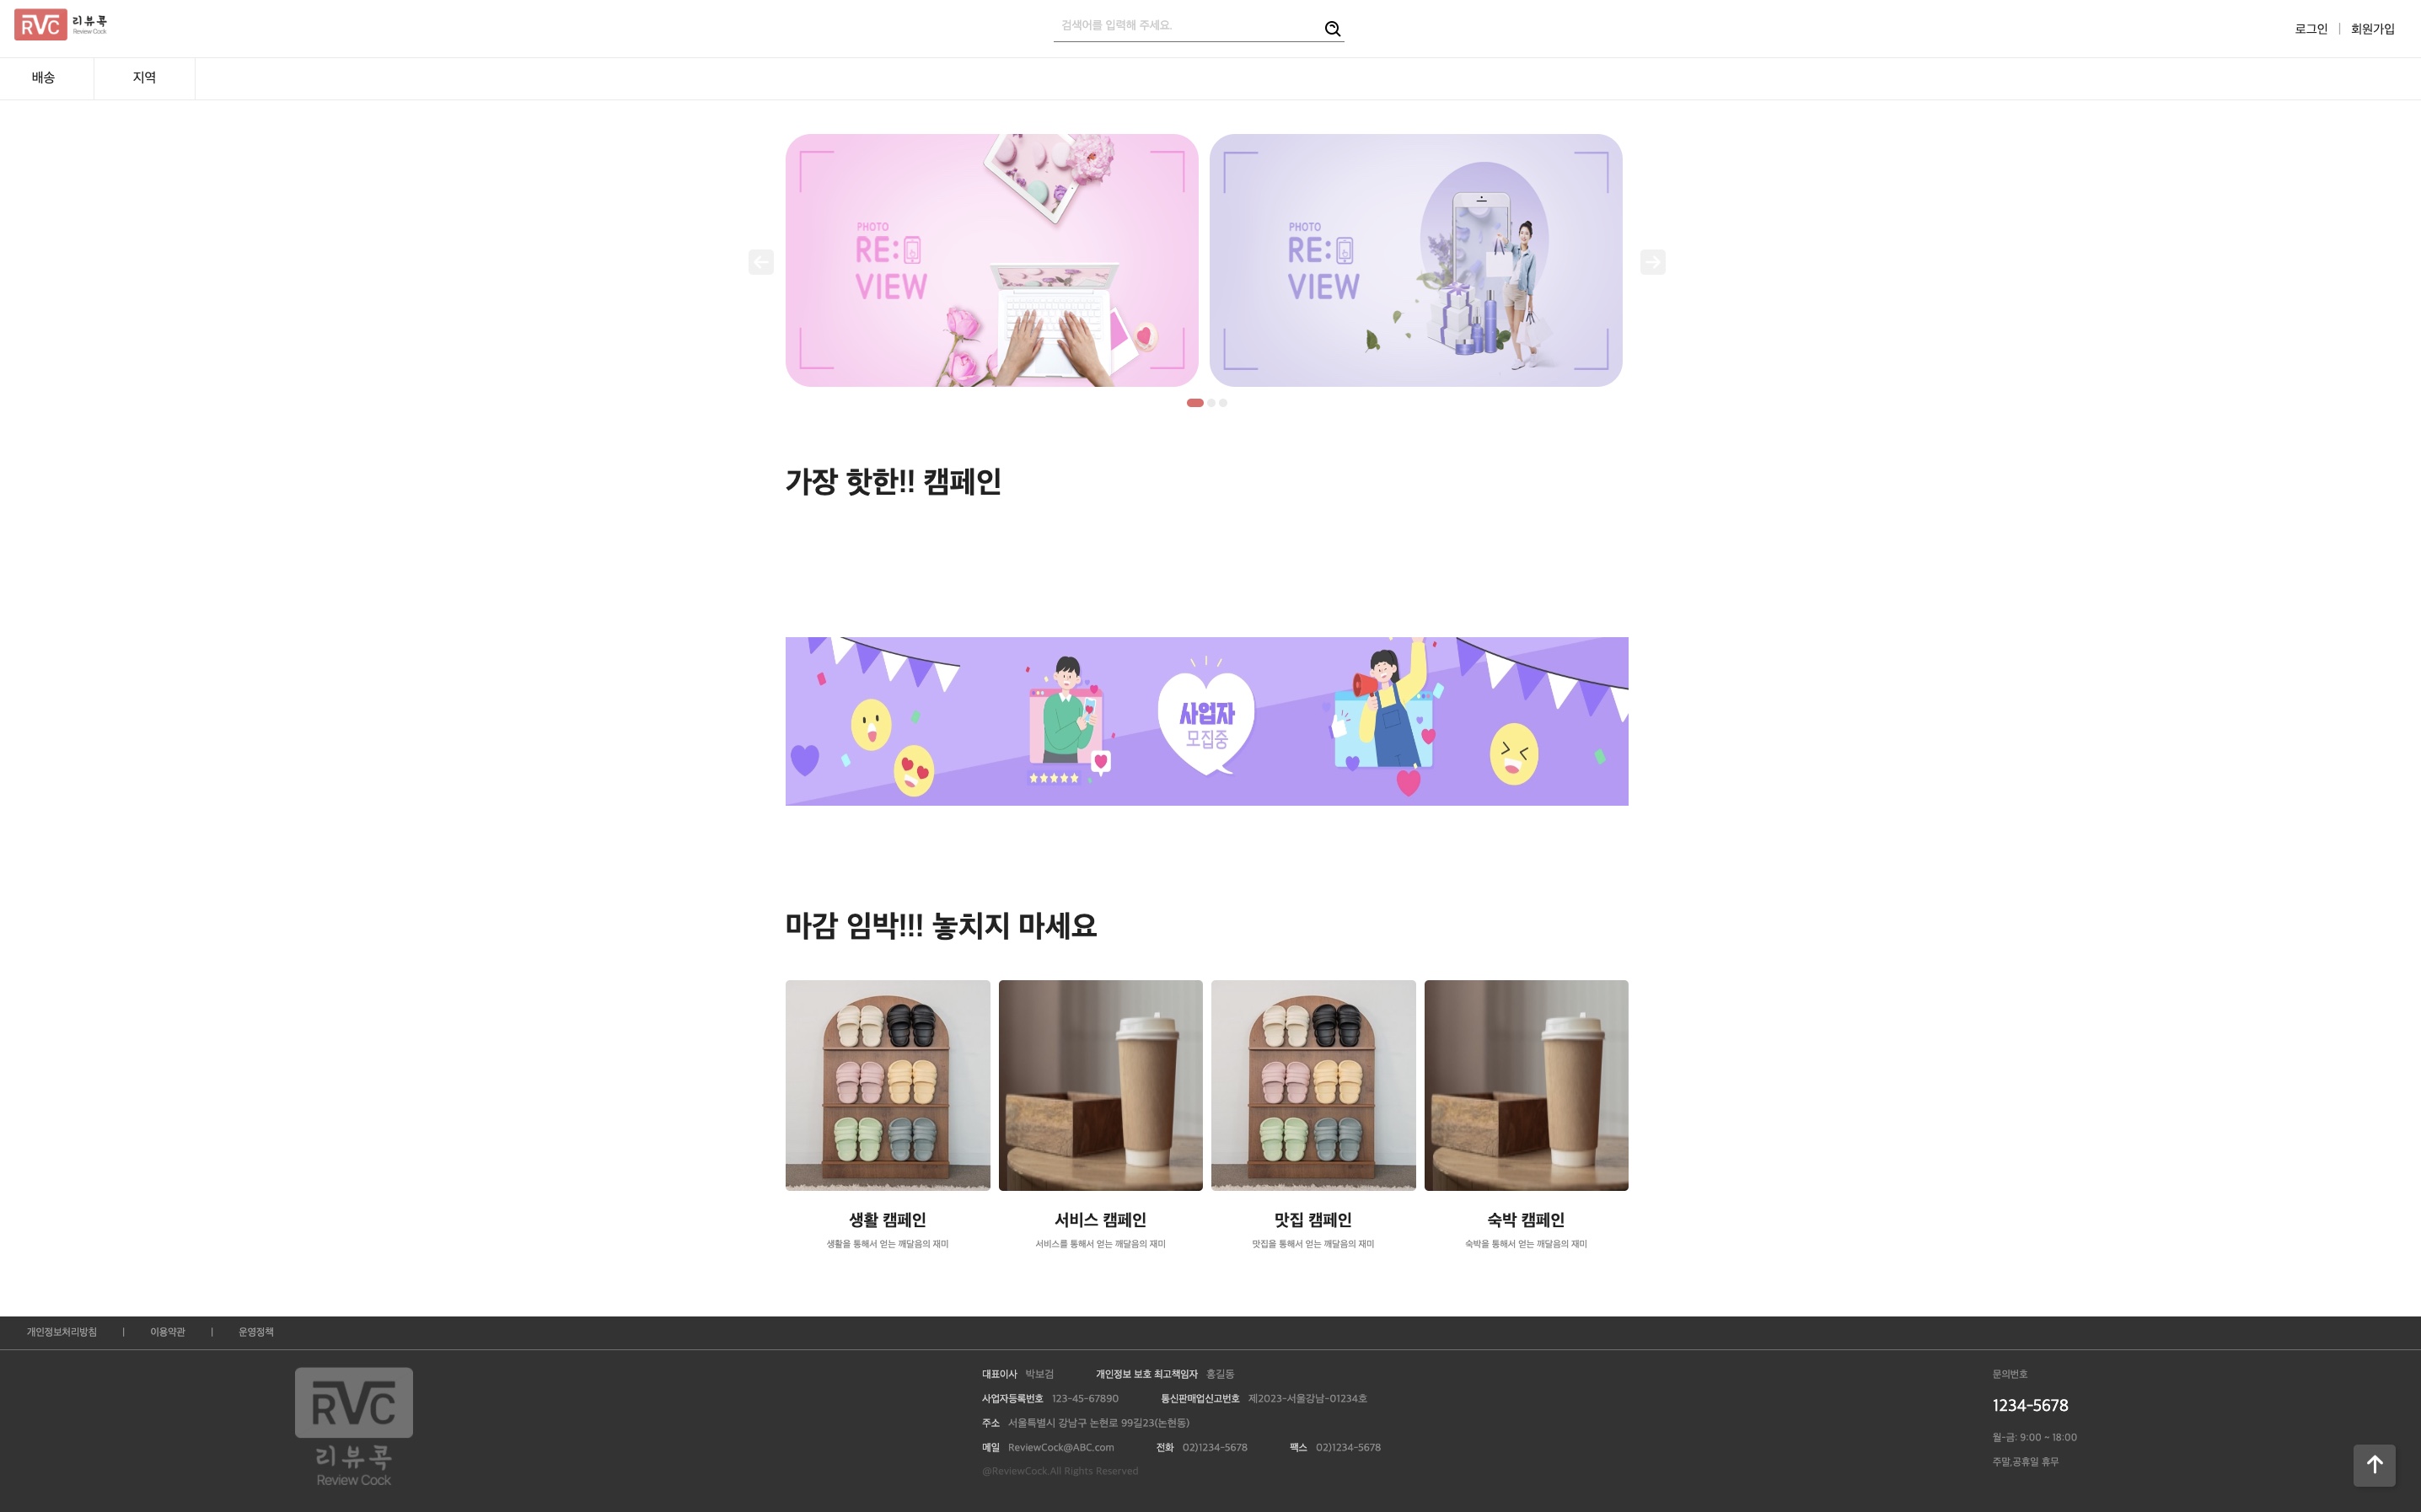 RVC 리뷰콕
Review Cock
검색어를 입력해 주세요.
로그인 | 회원가입
배송 지역
PHOTO
RE:
VIEW
PHOTO
RE:
VIEW
가장 핫한!! 캠페인
사업자
모집중
마감 임박!!! 놓치지 마세요
생활 캠페인
생활을 통해서 얻는 깨달음의 재미
서비스 캠페인
서비스를 통해서 얻는 깨달음의 재미
맛집 캠페인
맛집을 통해서 얻는 깨달음의 재미
숙박 캠페인
숙박을 통해서 얻는 깨달음의 재미
개인정보처리방침 | 이용약관 | 운영정책
RVC
리뷰콕
Review Cock
대표이사 박보검 개인정보 보호 최고책임자 홍길동
사업자등록번호 123-45-67890 통신판매업신고번호 제2023-서울강남-01234호
주소 서울특별시 강남구 논현로 99길23(논현동)
메일 ReviewCock@ABC.com 전화 02)1234-5678 팩스 02)1234-5678
@ReviewCock.All Rights Reserved
문의번호
1234-5678
월-금: 9:00 ~ 18:00
주말,공휴일 휴무